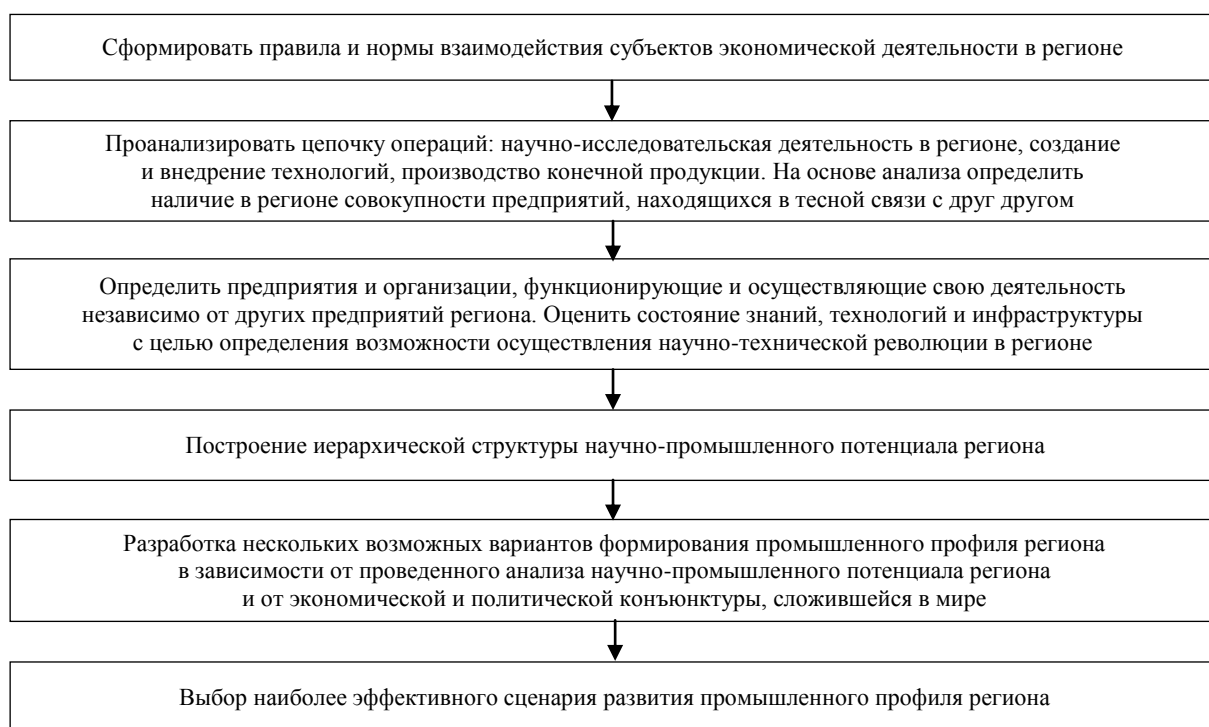 Сформировать правила и нормы взаимодействия субъектов экономической деятельности в регионе
Проанализировать цепочку операций: научно-исследовательская деятельность в регионе, создание
и внедрение технологий, производство конечной продукции. На основе анализа определить
наличие в регионе совокупности предприятий, находящихся в тесной связи с друг другом
Определить предприятия и организации, функционирующие и осуществляющие свою деятельность
независимо от других предприятий региона. Оценить состояние знаний, технологий и инфраструктуры
с целью определения возможности осуществления научно-технической революции в регионе
Построение иерархической структуры научно-промышленного потенциала региона
Разработка нескольких возможных вариантов формирования промышленного профиля региона
в зависимости от проведенного анализа научно-промышленного потенциала региона
и от экономической и политической конъюнктуры, сложившейся в мире
Выбор наиболее эффективного сценария развития промышленного профиля региона